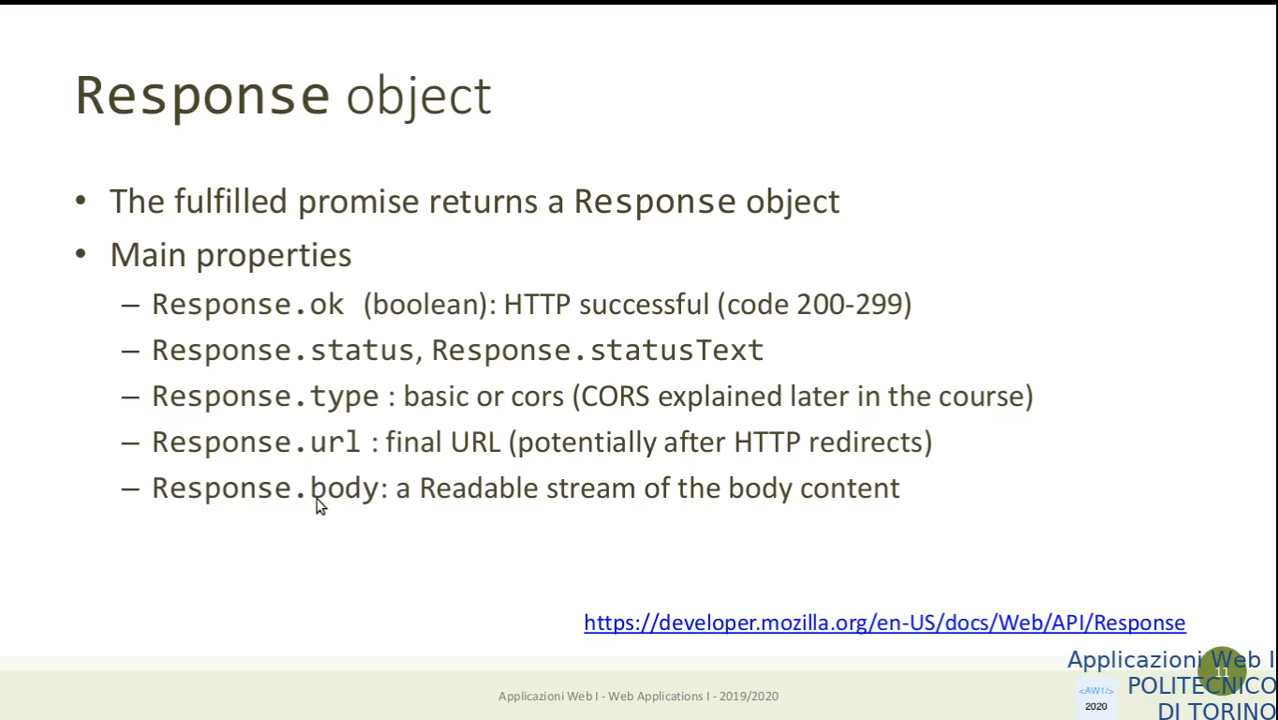 Response object
• The fulfilled promise returns a Response object
• Main properties
– Response.ok (boolean): HTTP successful (code 200-299)
– Response.status, Response.statusText
– Response.type : basic or cors (CORS explained later in the course)
– Response.url : final URL (potentially after HTTP redirects)
– Response.body: a Readable stream of the body content
https://developer.mozilla.org/en-US/docs/Web/API/Response
Applicazioni Web I - Web Applications I - 2019/2020
11
Applicazioni Web I
POLITECNICO
DI TORINO
<AW1/>
2020